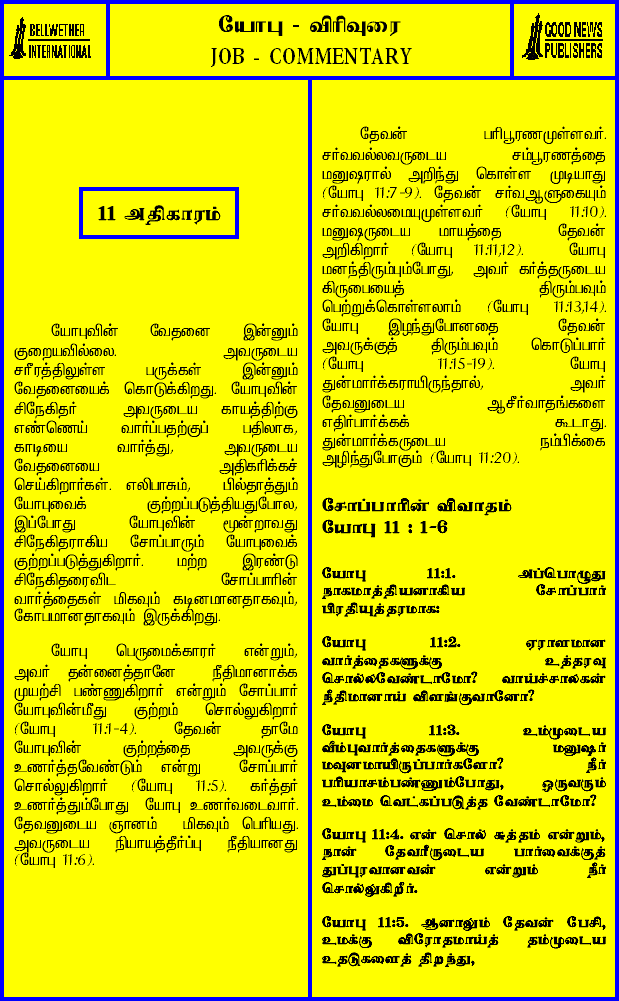 BELLWETHER
INTERNATIONAL
யோபு - விரிவுரை
JOB - COMMENTARY
GOOD NEWS
PUBLISHERS
11 அதிகாரம்
யோபுவின் வேதனை இன்னும்
குறையவில்லை. அவருடைய
சரீரத்திலுள்ள பருக்கள் இன்னும்
வேதனையைக் கொடுக்கிறது. யோபுவின்
சிநேகிதர் அவருடைய காயத்திற்கு
எண்ணெய் வார்ப்பதற்குப் பதிலாக,
காடியை வார்த்து, அவருடைய
வேதனையை அதிகரிக்கச்
செய்கிறார்கள். எலிபாசும், பில்தாத்தும்
யோபுவைக் குற்றப்படுத்தியதுபோல,
இப்போது யோபுவின் மூன்றாவது
சிநேகிதராகிய சோப்பாரும் யோபுவைக்
குற்றப்படுத்துகிறார். மற்ற இரண்டு
சிநேகிதரைவிட சோப்பாரின்
வார்த்தைகள் மிகவும் கடினமானதாகவும்,
கோபமானதாகவும் இருக்கிறது.
யோபு பெருமைக்காரர் என்றும்,
அவர் தன்னைத்தானே நீதிமானாக்க
முயற்சி பண்ணுகிறார் என்றும் சோப்பார்
யோபுவின்மீது குற்றம் சொல்லுகிறார்
(யோபு 11:1-4). தேவன் தாமே
யோபுவின் குற்றத்தை அவருக்கு
உணர்த்தவேண்டும் என்று சோப்பார்
சொல்லுகிறார் (யோபு 11:5). கர்த்தர்
உணர்த்தும்போது யோபு உணர்வடைவார்.
தேவனுடைய ஞானம் மிகவும் பெரியது.
அவருடைய நியாயத்தீர்ப்பு நீதியானது
(யோபு 11:6).
தேவன் பரிபூரணமுள்ளவர்.
சர்வவல்லவருடைய சம்பூரணத்தை
மனுஷரால் அறிந்து கொள்ள முடியாது
(யோபு 11:7-9). தேவன் சர்வஆளுகையும்
சர்வவல்லமையுமுள்ளவர் (யோபு 11:10).
மனுஷருடைய மாயத்தை தேவன்
அறிகிறார் (யோபு 11:11,12). யோபு
மனந்திரும்பும்போது, அவர் கர்த்தருடைய
கிருபையைத் திரும்பவும்
பெற்றுக்கொள்ளலாம் (யோபு 11:13,14).
யோபு இழந்துபோனதை தேவன்
அவருக்குத் திரும்பவும் கொடுப்பார்
(யோபு 11:15-19). யோபு
துன்மார்க்கராயிருந்தால், அவர்
தேவனுடைய ஆசீர்வாதங்களை
எதிர்பார்க்கக் கூடாது.
துன்மார்க்கருடைய நம்பிக்கை
அழிந்துபோகும் (யோபு 11:20).
சோப்பாரின் விவாதம்
யோபு 11 : 1-6
யோபு 11:1. அப்பொழுது
நாகமாத்தியனாகிய சோப்பார்
பிரதியுத்தரமாக:
யோபு 11:2. ஏராளமான
வார்த்தைகளுக்கு உத்தரவு
சொல்லவேண்டாமோ? வாய்ச்சாலகன்
நீதிமானாய் விளங்குவானோ?
யோபு 11:3. உம்முடைய
வீம்புவார்த்தைகளுக்கு மனுஷர்
மவுனமாயிருப்பார்களோ? நீர்
பரியாசம்பண்ணும்போது, ஒருவரும்
உம்மை வெட்கப்படுத்த வேண்டாமோ?
யோபு 11:4. என் சொல் சுத்தம் என்றும்,
நான் தேவரீருடைய பார்வைக்குத்
துப்புரவானவன் என்றும் நீர்
சொல்லுகிறீர்.
யோபு 11:5. ஆனாலும் தேவன் பேசி,
உமக்கு விரோதமாய்த் தம்முடைய
உதடுகளைத் திறந்து,